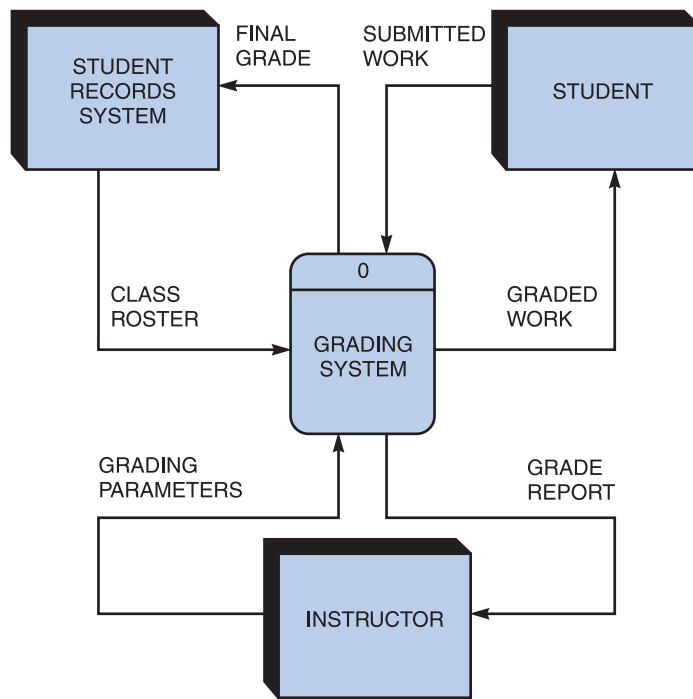 FINAL
GRADE
SUBMITTED
WORK
STUDENT
RECORDS
SYSTEM
STUDENT
0
CLASS
ROSTER
GRADED
WORK
GRADING
SYSTEM
GRADING
PARAMETERS
GRADE
REPORT
INSTRUCTOR